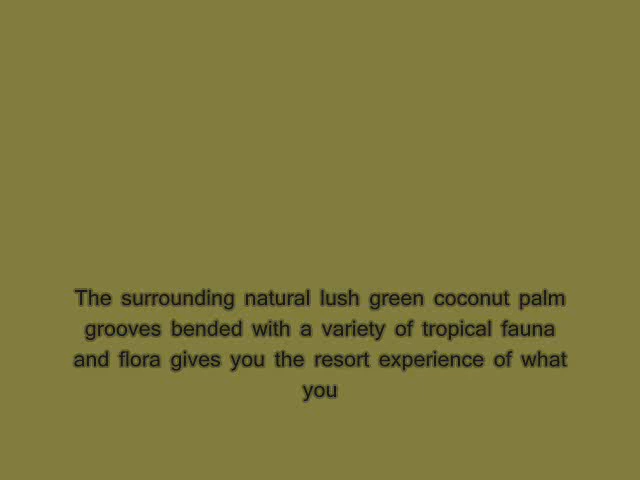 The surrounding natural lush green coconut palm
grooves bended with a variety of tropical fauna
and flora gives you the resort experience of what
you